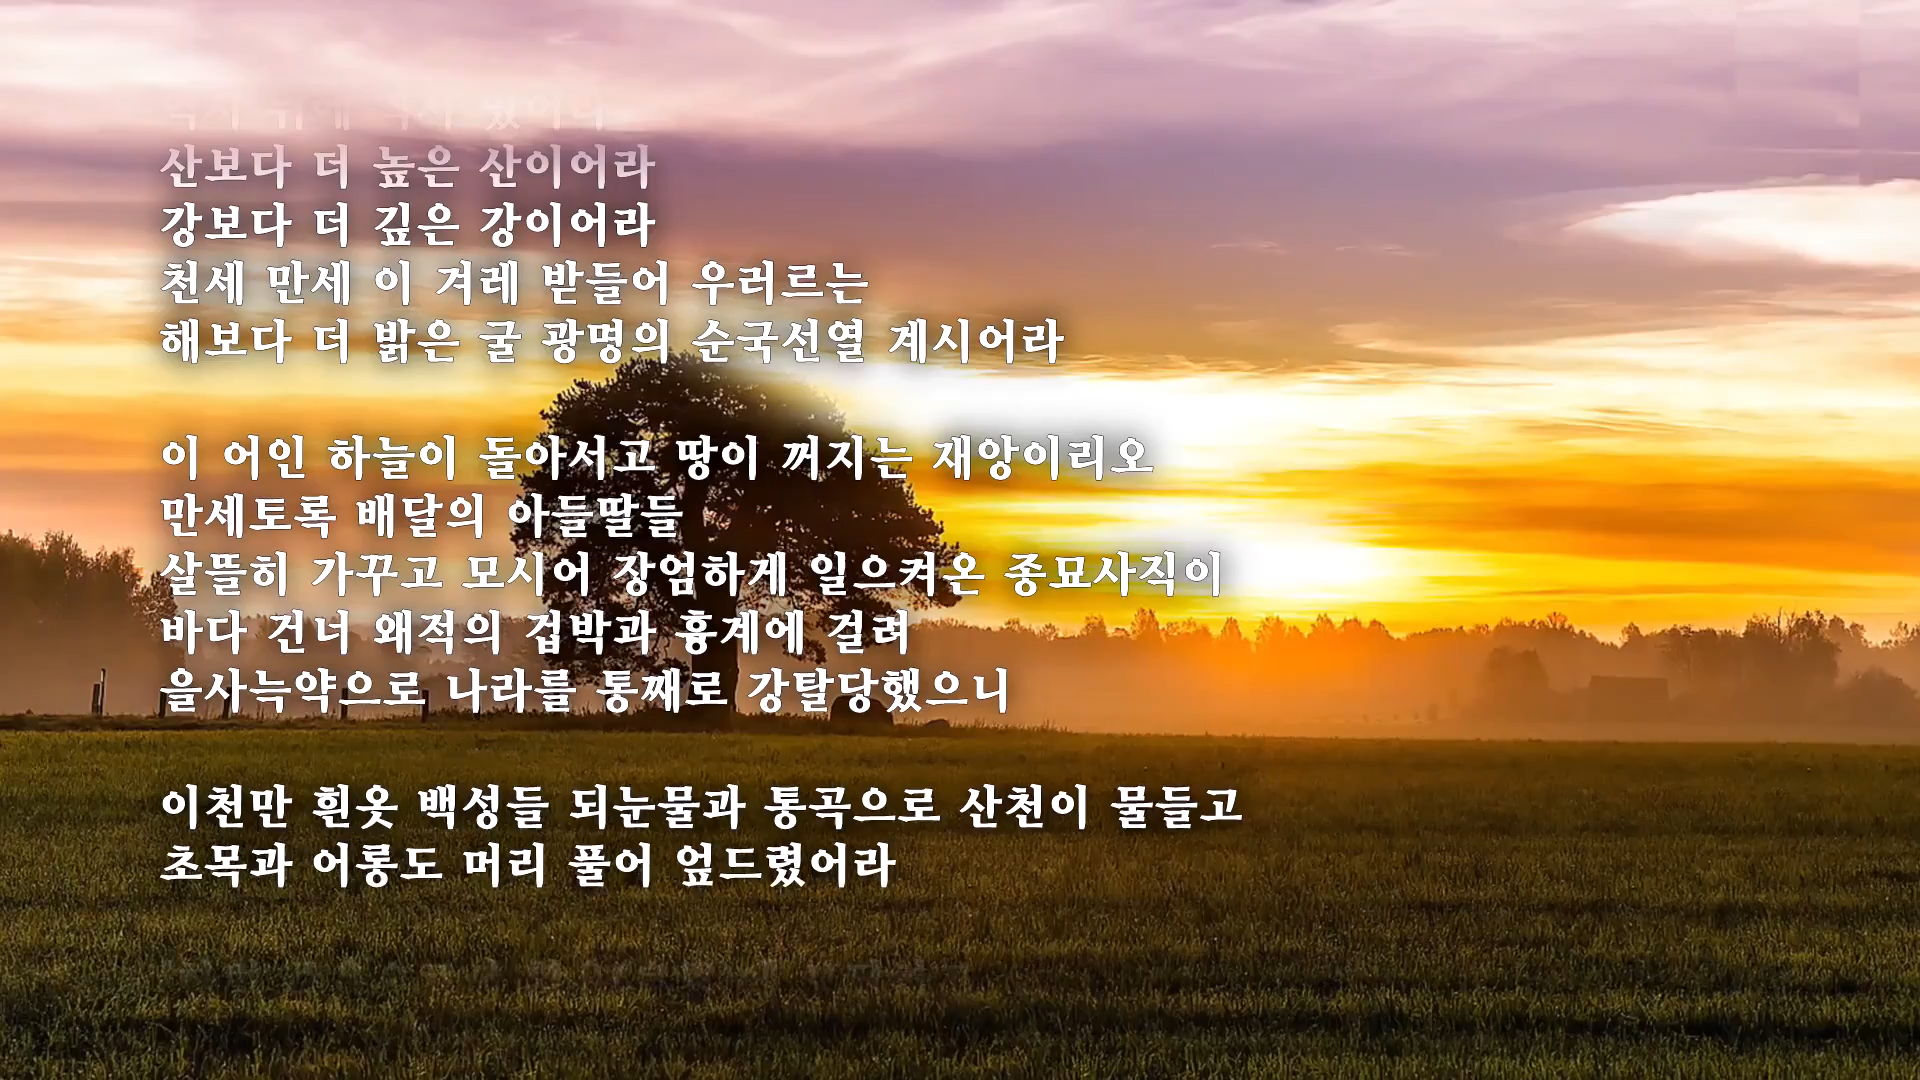 산보다 더 높은 산이어라
강보다 더 깊은 강이어라
천세 만세 이 겨레 받들어 우러르는
해보다 더 밝은 굴 광명의 순국선열 계시어라
이 어인 하늘이 돌아서고 땅이 꺼지는 재앙이리오
만세토록 배달의 아들딸들
살뜰히 가꾸고 모시어 장엄하게 일으켜온 종묘사직이
바다 건너 왜적의 겁박과 흉계에 걸려
을사늑약으로 나라를 통째로 강탈당했으니
이천만 흰옷 백성들 되눈물과 통곡으로 산천이 물들고
초목과 어룡도 머리 풀어 엎드렸어라